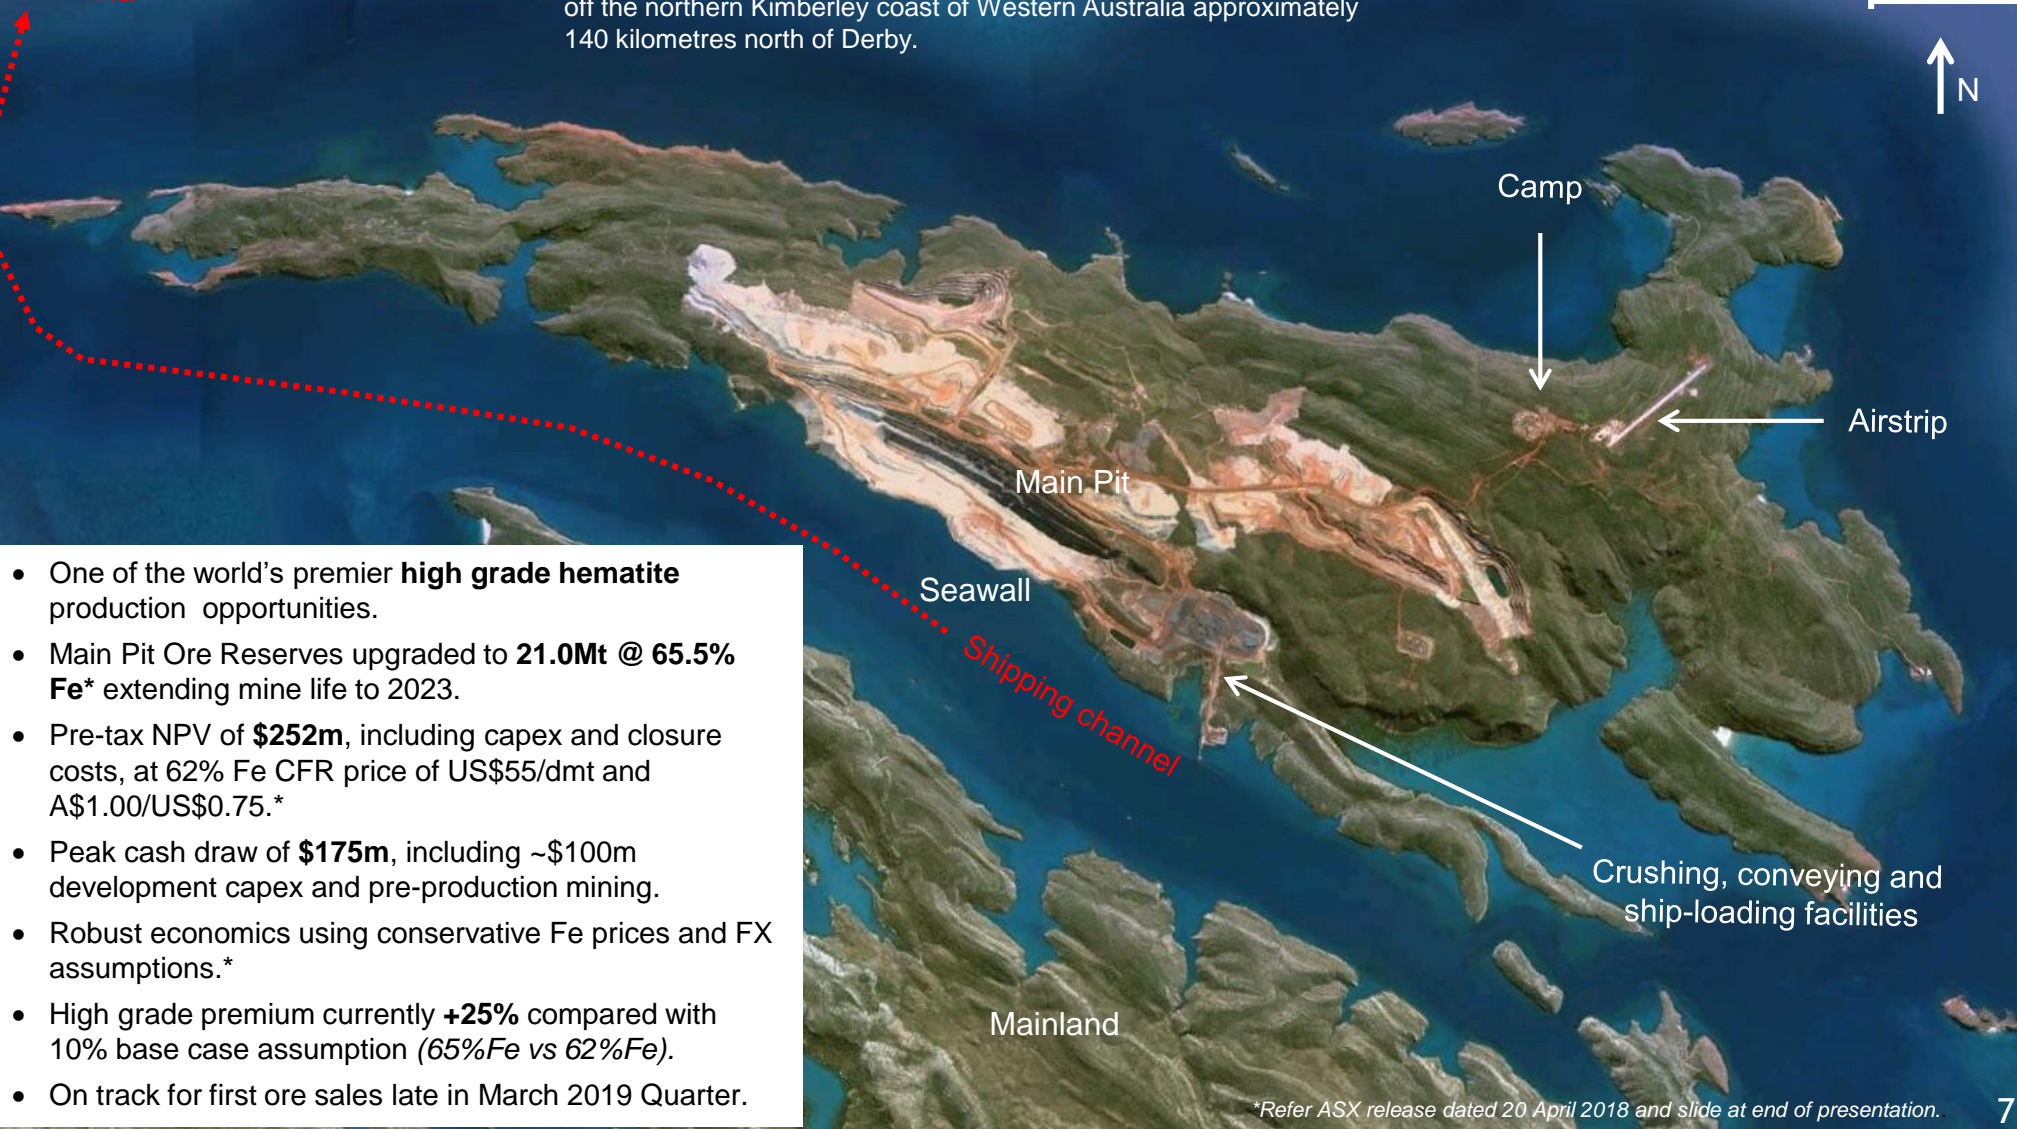 off the northern Kimberley coast of Western Australia approximately
140 kilometres north of Derby.
N
Camp
Airstrip
Main Pit
Seawall
Shipping channel
Crushing, conveying and
ship-loading facilities
Mainland
• One of the world’s premier high grade hematite
production opportunities.
• Main Pit Ore Reserves upgraded to 21.0Mt @ 65.5%
Fe* extending mine life to 2023.
• Pre-tax NPV of $252m, including capex and closure
costs, at 62% Fe CFR price of US$55/dmt and
A$1.00/US$0.75.*
• Peak cash draw of $175m, including ~$100m
development capex and pre-production mining.
• Robust economics using conservative Fe prices and FX
assumptions.*
• High grade premium currently +25% compared with
10% base case assumption (65%Fe vs 62%Fe).
• On track for first ore sales late in March 2019 Quarter.
*Refer ASX release dated 20 April 2018 and slide at end of presentation.
7